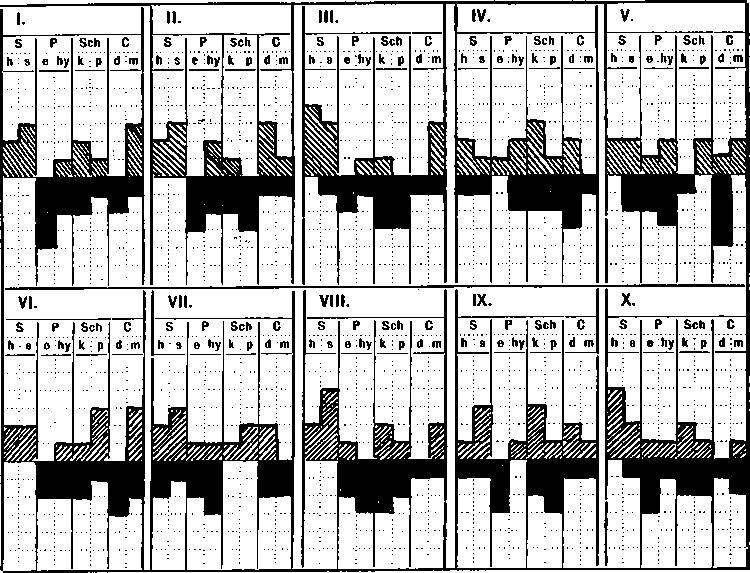 I. II. III. IV. V.
S P Sch C S P Sch C S P Sch C S P Sch C S P Sch C
h s e hy k p d m h s e hy k p d m h s e hy k p d m h s e hy k p d m h s e hy k p d m
VI. VII. VIII. IX. X.
S P Sch C S P Sch C S P Sch C S P Sch C S P Sch C
h s e hy k p d m h s e hy k p d m h s e hy k p d m h s e hy k p d m h s e hy k p d m